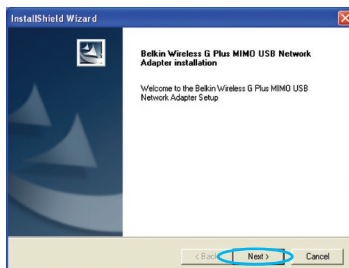 InstallShield Wizard
Belkin Wireless G Plus MIMO USB Network
Adapter installation
Welcome to the Belkin Wireless G Plus MIMO USB
Network Adapter Setup
< Back
Next >
Cancel